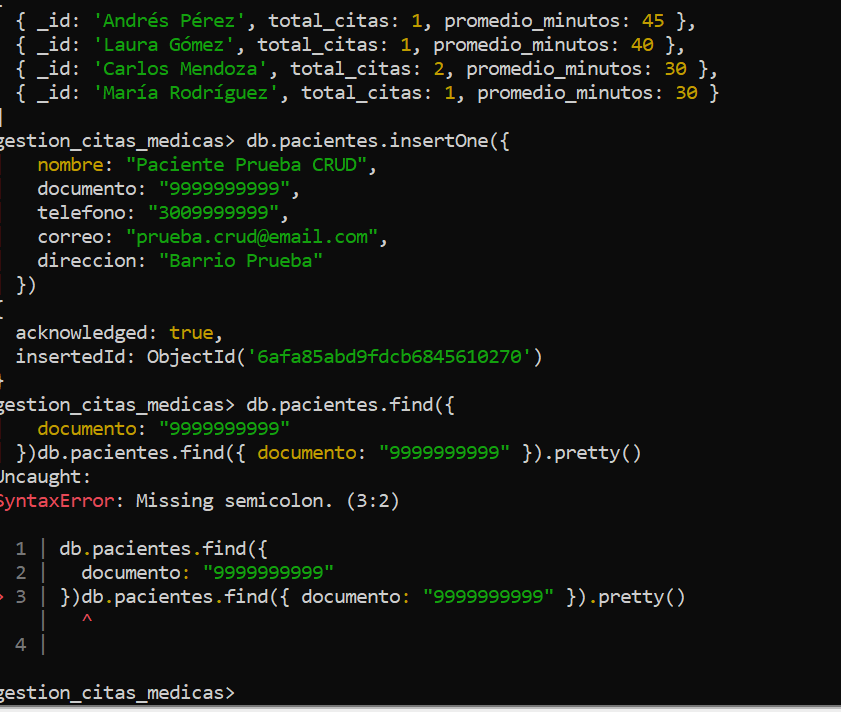 { _id: 'Andrés Pérez', total_citas: 1, promedio_minutos: 45 },
{ _id: 'Laura Gómez', total_citas: 1, promedio_minutos: 40 },
{ _id: 'Carlos Mendoza', total_citas: 2, promedio_minutos: 30 },
{ _id: 'María Rodríguez', total_citas: 1, promedio_minutos: 30 }
]
gestion_citas_medicas> db.pacientes.insertOne({
nombre: "Paciente Prueba CRUD",
documento: "9999999999",
telefono: "3009999999",
correo: "prueba.crud@email.com",
direccion: "Barrio Prueba"
})
{
acknowledged: true,
insertedId: ObjectId('6afa85abd9fdcb6845610270')
}
gestion_citas_medicas> db.pacientes.find({
documento: "9999999999"
})db.pacientes.find({ documento: "9999999999" }).pretty()
Uncaught:
SyntaxError: Missing semicolon. (3:2)
1 | db.pacientes.find({
2 | documento: "9999999999"
> 3 | })db.pacientes.find({ documento: "9999999999" }).pretty()
| ^
4 |
gestion_citas_medicas>